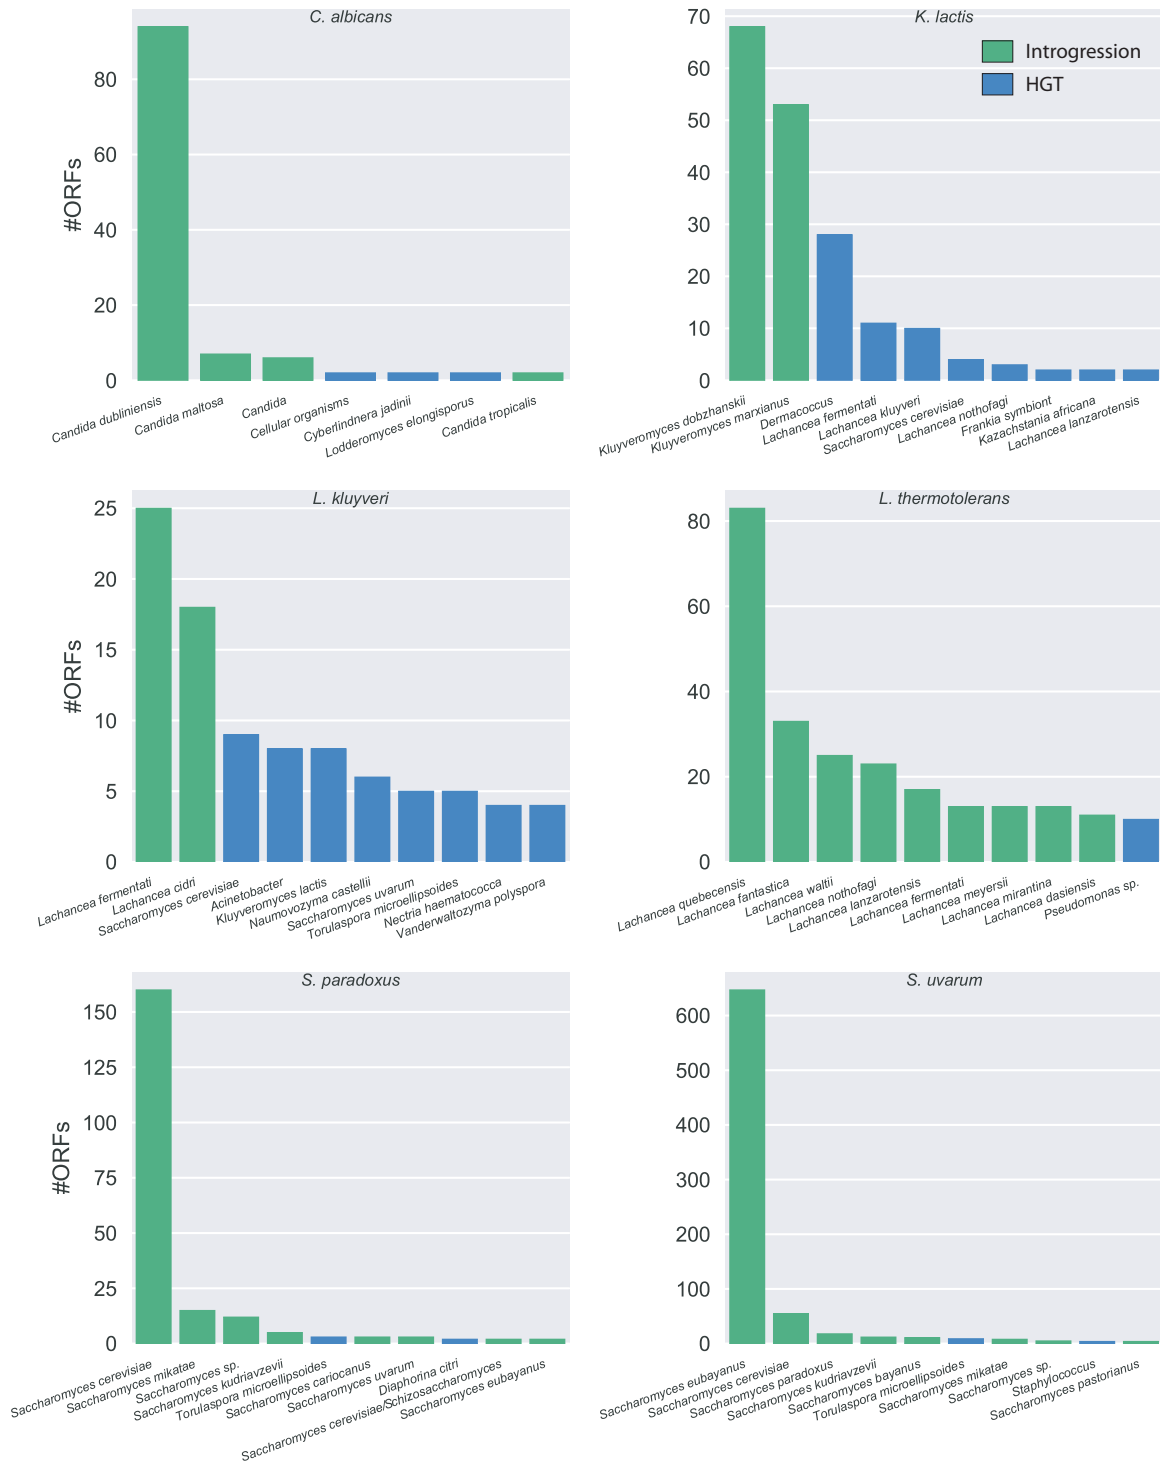 C. albicans
#ORFs
80
60
40
20
0
Candida dubliniensis
Candida maltosa
Candida
Cellular organisms
Cyberlindnera jadinii
Lodderomyces elongisporus
Candida tropicalis
K. lactis
Introgression
HGT
70
60
50
40
30
20
10
0
Kluyveromyces dobzhanskii
Kluyveromyces marxianus
Dermacoccus
Lachancea fermentati
Lachancea kluyveri
Saccharomyces cerevisiae
Lachancea nothofagi
Frankia symbiont
Kazachstania africana
Lachancea lanzarotensis
L. kluyveri
#ORFs
25
20
15
10
5
0
Lachancea fermentati
Lachancea cidri
Saccharomyces cerevisiae
Acinetobacter
Kluyveromyces lactis
Naumovozyma castellii
Saccharomyces uvarum
Torulaspora microellipsoides
Nectria haematococca
Vanderwaltozyma polyspora
L. thermotolerans
80
60
40
20
0
Lachancea quebecensis
Lachancea fantastica
Lachancea waltii
Lachancea nothofagi
Lachancea lanzarotensis
Lachancea fermentati
Lachancea meyersii
Lachancea mirantina
Lachancea dasiensis
Pseudomonas sp.
S. paradoxus
#ORFs
150
125
100
75
50
25
0
Saccharomyces cerevisiae
Saccharomyces mikatae
Saccharomyces sp.
Saccharomyces kudriavzevii
Torulaspora microellipsoides
Saccharomyces cariocanus
Saccharomyces uvarum
Diaphorina citri
Saccharomyces cerevisiae/Schizosaccharomyces
Saccharomyces eubayanus
S. uvarum
600
500
400
300
200
100
0
Saccharomyces eubayanus
Saccharomyces cerevisiae
Saccharomyces paradoxus
Saccharomyces kudriavzevii
Saccharomyces bayanus
Torulaspora microellipsoides
Saccharomyces mikatae
Saccharomyces sp.
Staphylococcus
Saccharomyces pastorianus